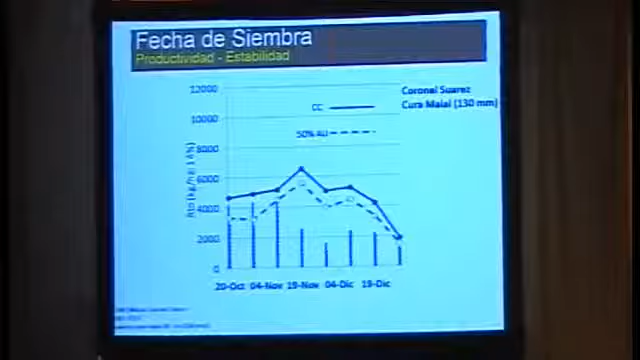 Fecha de Siembra
Productividad - Estabilidad
Coronel Suarez
Cura Malal (130 mm)
CC
50% AU
12000
10000
8000
6000
4000
2000
0
20-Oct 04-Nov 19-Nov 04-Dic 19-Dic